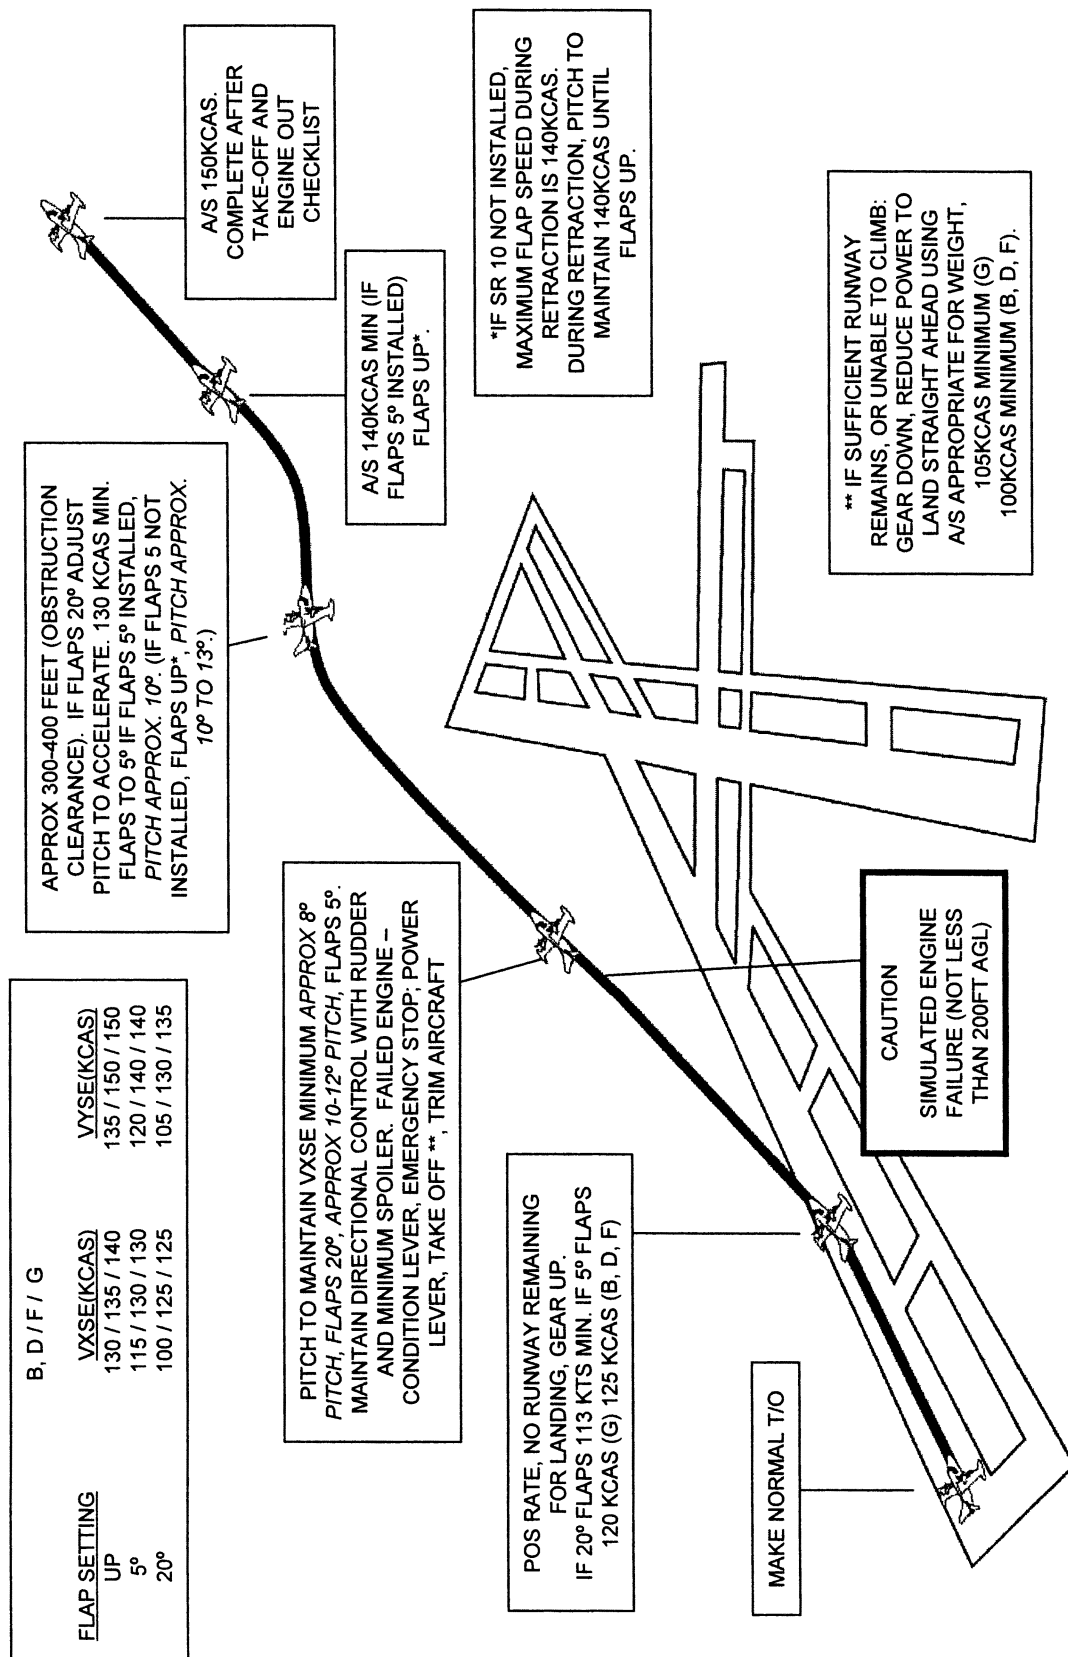 B, D / F / G
FLAP SETTING VXSE(KCAS) VYSE(KCAS)
UP 130 / 135 / 140 135 / 150 / 150
5º 115 / 130 / 130 120 / 140 / 140
20º 100 / 125 / 125 105 / 130 / 135
APPROX 300-400 FEET (OBSTRUCTION
CLEARANCE). IF FLAPS 20º ADJUST
PITCH TO ACCELERATE. 130 KCAS MIN.
FLAPS TO 5º IF FLAPS 5º INSTALLED,
PITCH APPROX. 10º. (IF FLAPS 5 NOT
INSTALLED, FLAPS UP*, PITCH APPROX.
10º TO 13º.)
A/S 150KCAS.
COMPLETE AFTER
TAKE-OFF AND
ENGINE OUT
CHECKLIST
A/S 140KCAS MIN (IF
FLAPS 5º INSTALLED)
FLAPS UP*.
PITCH TO MAINTAIN VXSE MINIMUM APPROX 8º
PITCH, FLAPS 20º, APPROX 10-12º PITCH, FLAPS 5º.
MAINTAIN DIRECTIONAL CONTROL WITH RUDDER
AND MINIMUM SPOILER. FAILED ENGINE –
CONDITION LEVER, EMERGENCY STOP; POWER
LEVER, TAKE OFF **, TRIM AIRCRAFT
*IF SR 10 NOT INSTALLED,
MAXIMUM FLAP SPEED DURING
RETRACTION IS 140KCAS.
DURING RETRACTION, PITCH TO
MAINTAIN 140KCAS UNTIL
FLAPS UP.
POS RATE, NO RUNWAY REMAINING
FOR LANDING, GEAR UP.
IF 20º FLAPS 113 KTS MIN. IF 5º FLAPS
120 KCAS (G) 125 KCAS (B, D, F)
MAKE NORMAL T/O
CAUTION
SIMULATED ENGINE
FAILURE (NOT LESS
THAN 200FT AGL)
** IF SUFFICIENT RUNWAY
REMAINS, OR UNABLE TO CLIMB:
GEAR DOWN, REDUCE POWER TO
LAND STRAIGHT AHEAD USING
A/S APPROPRIATE FOR WEIGHT,
105KCAS MINIMUM (G)
100KCAS MINIMUM (B, D, F).